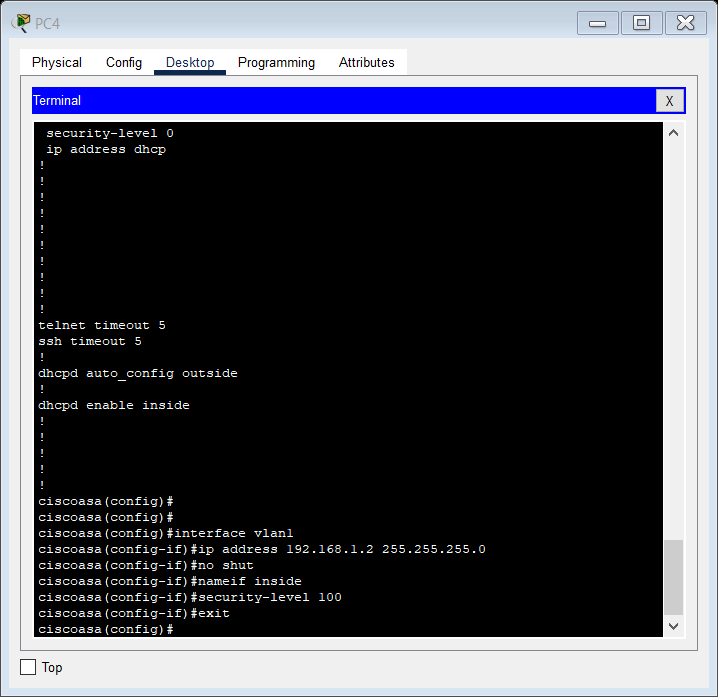 PC4
Physical Config Desktop Programming Attributes
Terminal X
security-level 0
ip address dhcp
!
!
!
!
!
!
!
!
!
!
telnet timeout 5
ssh timeout 5
!
dhcpd auto_config outside
!
dhcpd enable inside
!
!
!
!
!
ciscoasa(config)#
ciscoasa(config)#
ciscoasa(config)#interface vlan1
ciscoasa(config-if)#ip address 192.168.1.2 255.255.255.0
ciscoasa(config-if)#no shut
ciscoasa(config-if)#nameif inside
ciscoasa(config-if)#security-level 100
ciscoasa(config-if)#exit
ciscoasa(config)#
Top